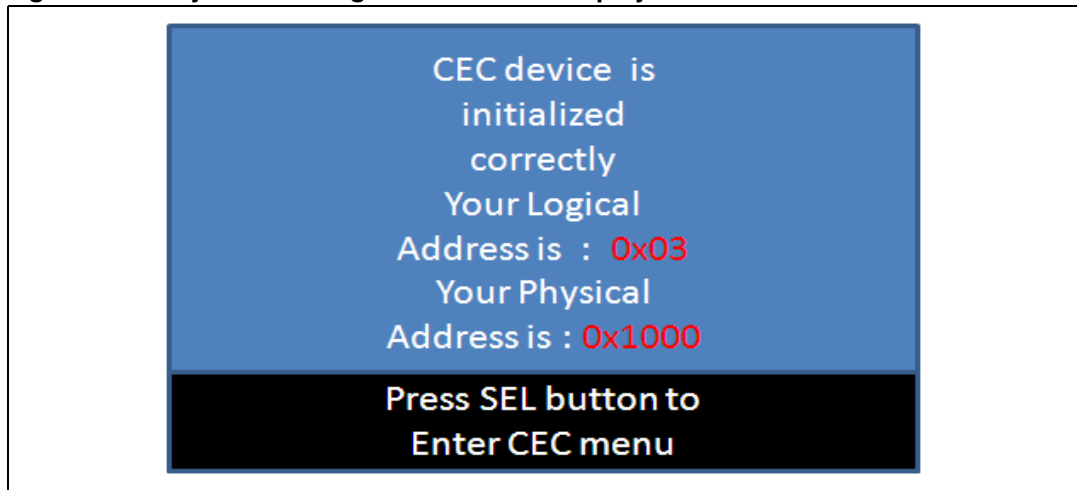 CEC device is
initialized
correctly
Your Logical
Address is : 0x03
Your Physical
Address is : 0x1000
Press SEL button to
Enter CEC menu